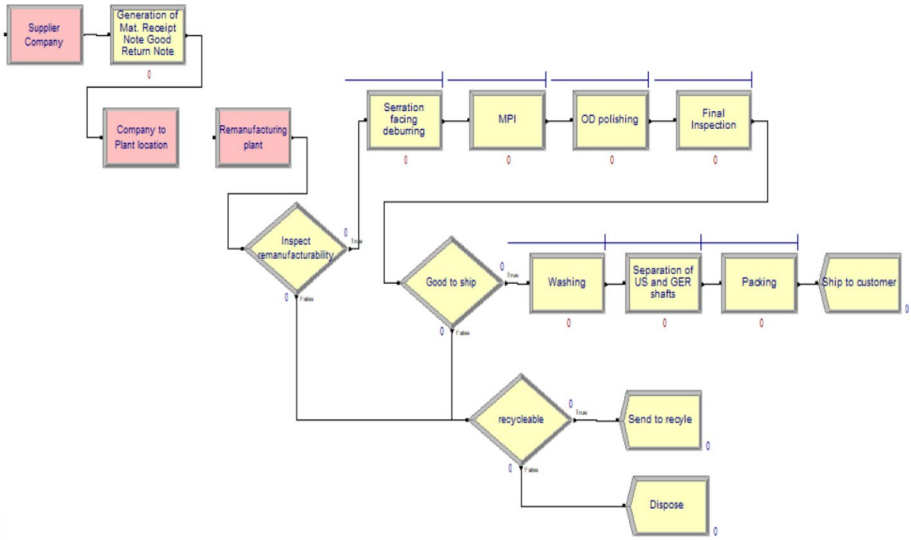 Supplier
Company
Generation of
Mat. Receipt
Note Good
Return Note
0
Company to
Plant location
Remanufacturing
plant
Serration
facing
deburring
0
MPI
0
OD polishing
0
Final
Inspection
0
Inspect
remanufacturability
0
True
0
False
Good to ship
0
True
0
False
Washing
0
Separation of
US and GER
shafts
0
Packing
0
Ship to customer
0
recycleable
0
True
0
False
Send to recyle
0
Dispose
0